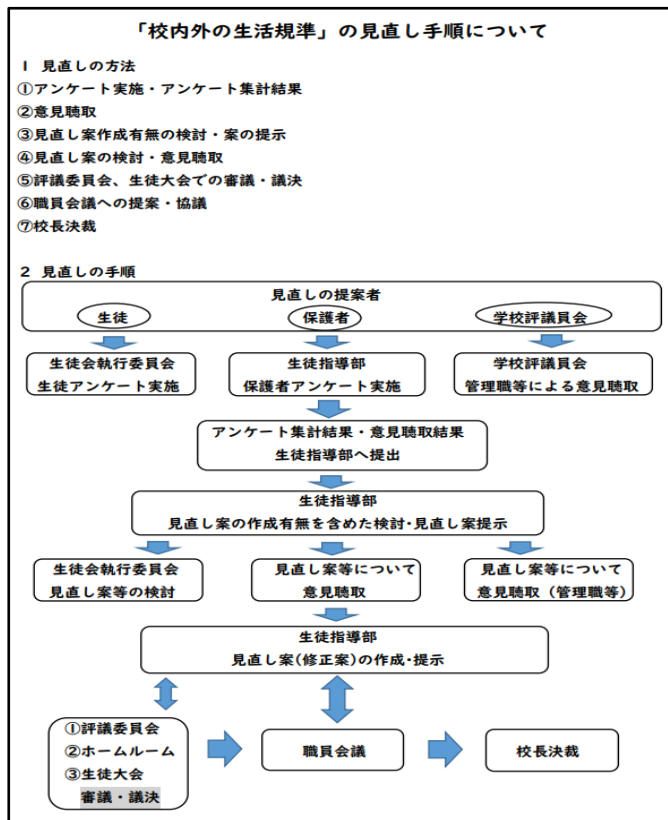 「校内外の生活規準」の見直し手順について
1 見直しの方法
①アンケート実施・アンケート集計結果
②意見聴取
③見直し案作成有無の検討・案の提示
④見直し案の検討・意見聴取
⑤評議委員会、生徒大会での審議・議決
⑥職員会議への提案・協議
⑦校長決裁
2 見直しの手順
見直しの提案者
生徒
保護者
学校評議員会
生徒会執行委員会
生徒アンケート実施
生徒指導部
保護者アンケート実施
学校評議員会
管理職等による意見聴取
アンケート集計結果・意見聴取結果
生徒指導部へ提出
生徒指導部
見直し案の作成有無を含めた検討・見直し案提示
生徒会執行委員会
見直し案等の検討
見直し案等について
意見聴取
見直し案等について
意見聴取（管理職等）
生徒指導部
見直し案(修正案)の作成・提示
①評議委員会
②ホームルーム
③生徒大会
審議・議決
職員会議
校長決裁